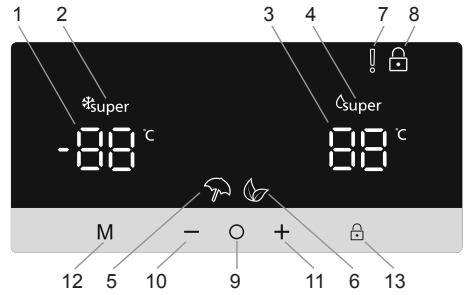 1 2 3 4 7 8
super super
-88 °C 88 °C
M − O +
12 5 10 9 11 6 13